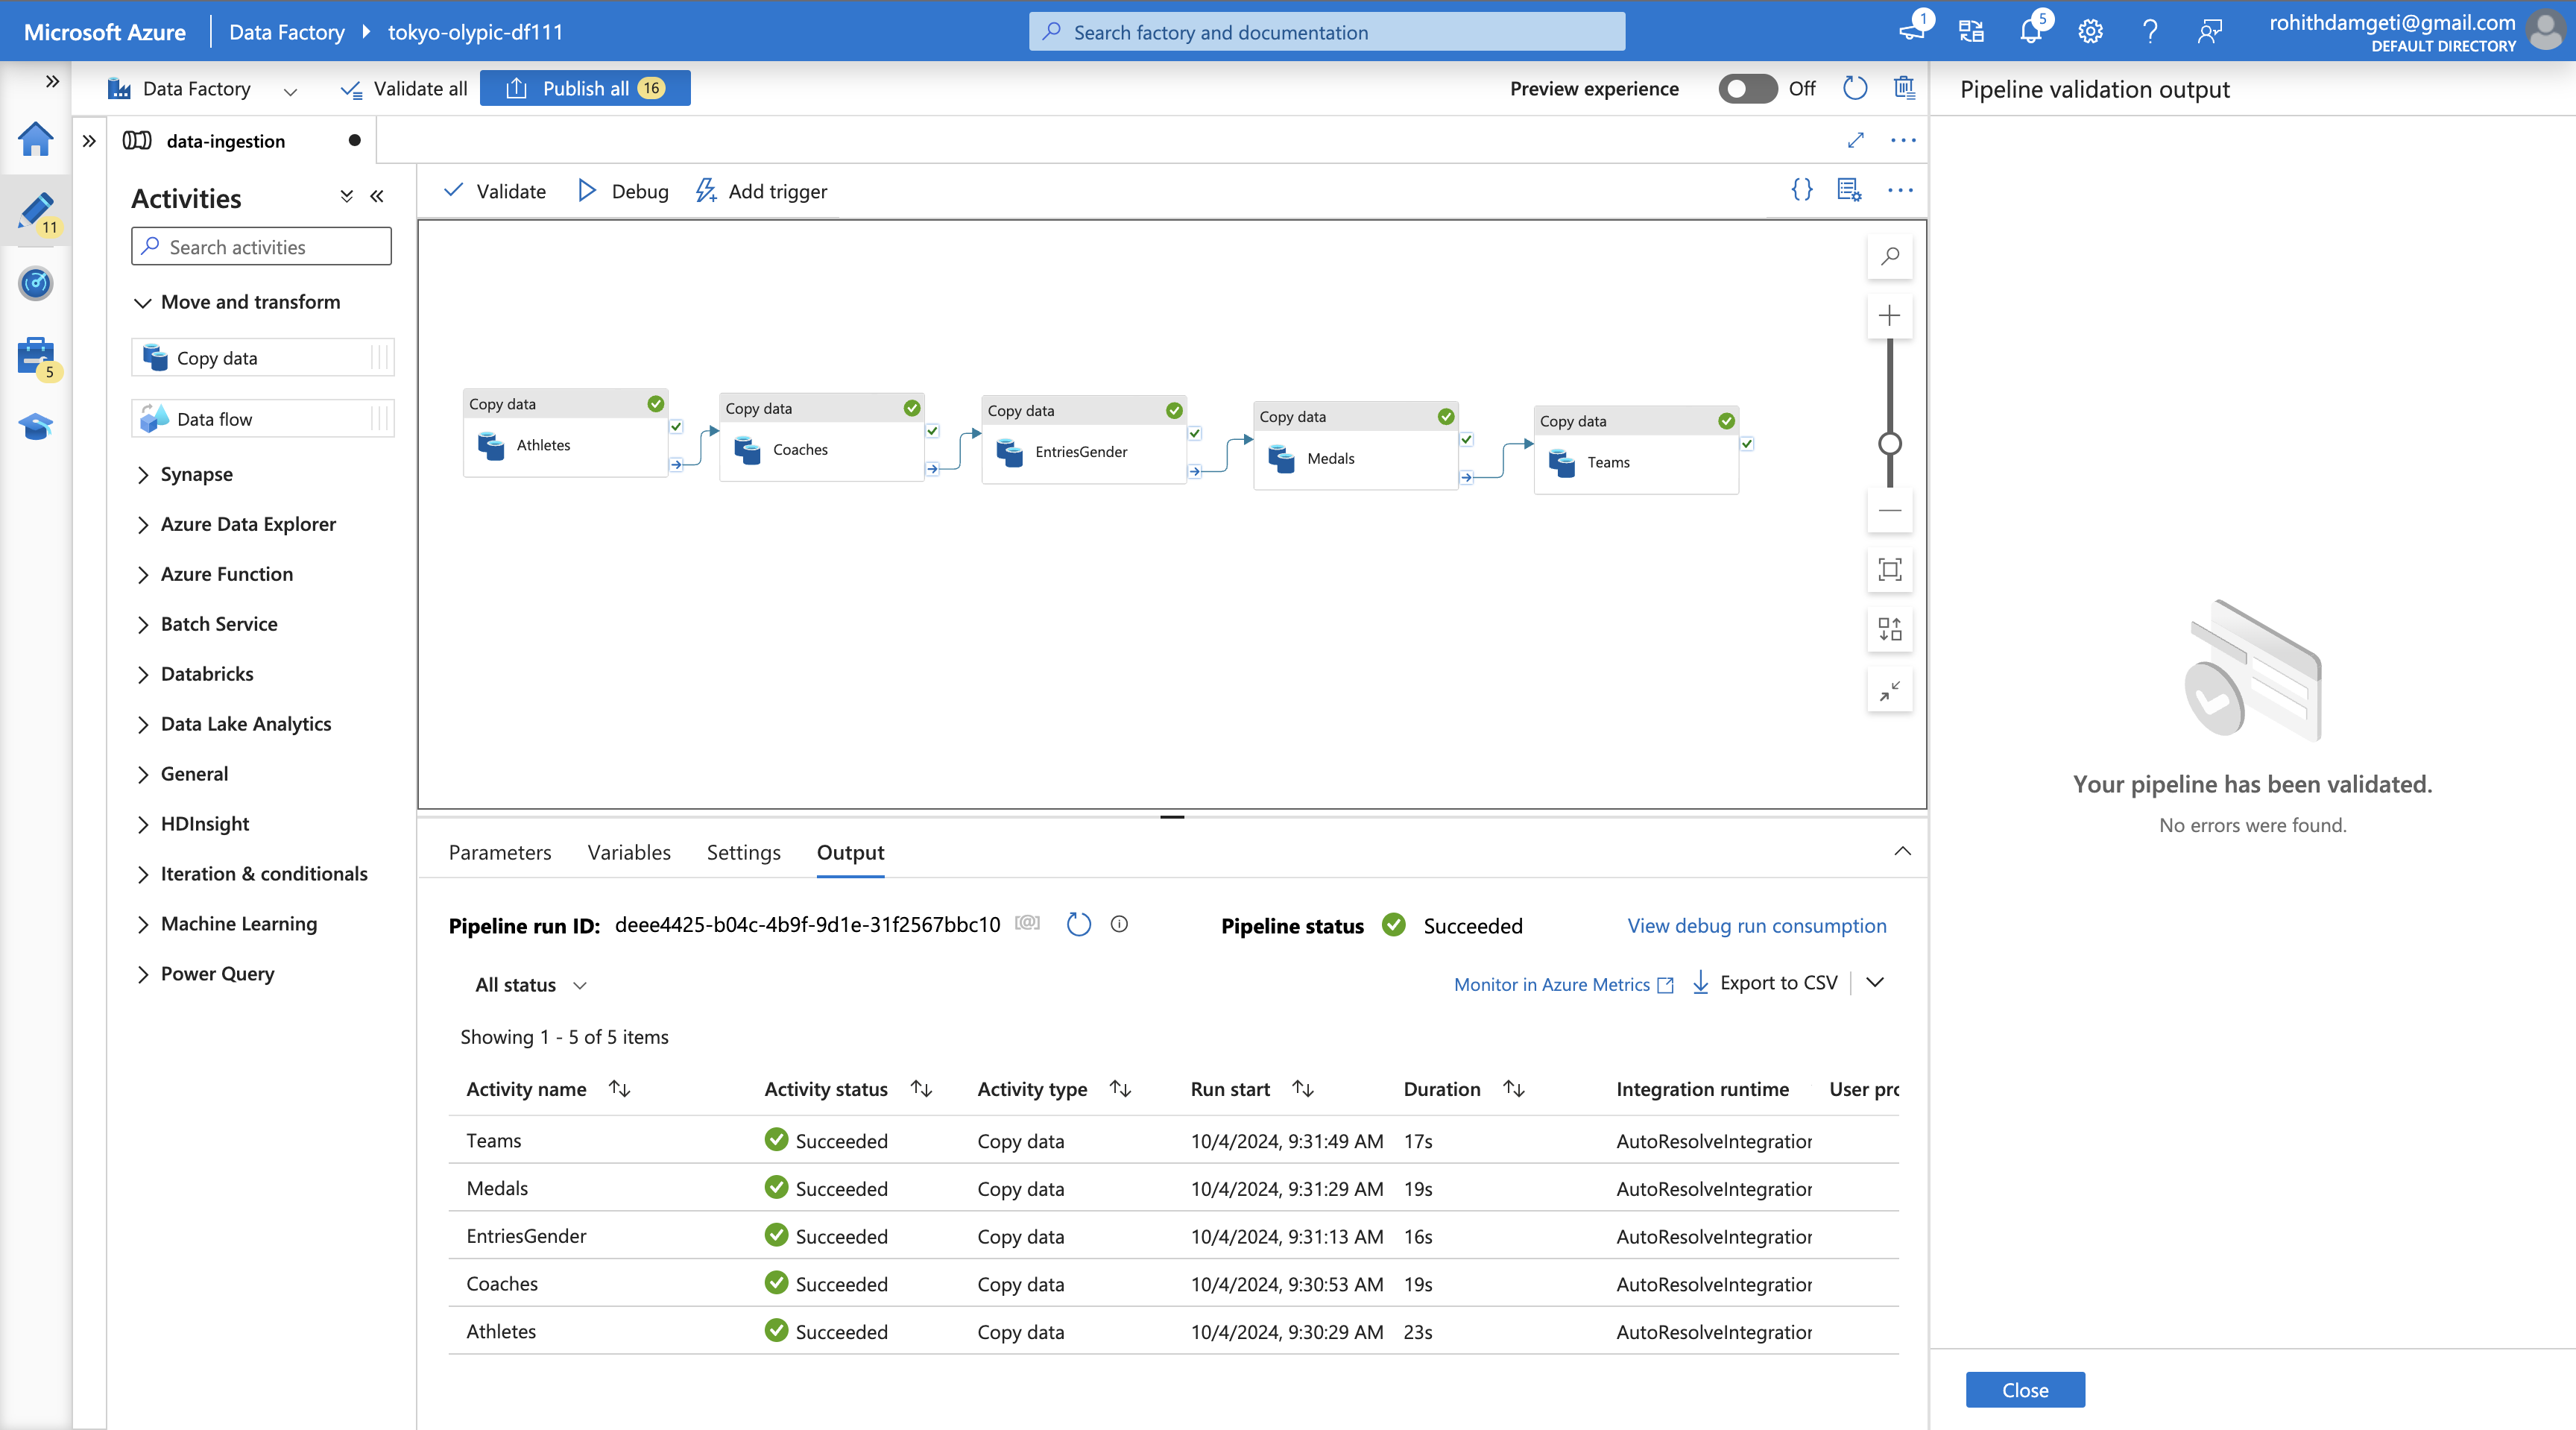 Microsoft Azure
Data Factory
tokyo-olypic-df111
Search factory and documentation
1
5
rohithdamgeti@gmail.com
DEFAULT DIRECTORY
Data Factory
Validate all
Publish all 16
Preview experience
Off
Pipeline validation output
data-ingestion
11
5
Activities
Search activities
Move and transform
Copy data
Data flow
Synapse
Azure Data Explorer
Azure Function
Batch Service
Databricks
Data Lake Analytics
General
HDInsight
Iteration & conditionals
Machine Learning
Power Query
Validate
Debug
Add trigger
Copy data
Athletes
Copy data
Coaches
Copy data
EntriesGender
Copy data
Medals
Copy data
Teams
Parameters Variables Settings Output
Pipeline run ID: deee4425-b04c-4b9f-9d1e-31f2567bbc10
Pipeline status Succeeded
View debug run consumption
All status
Monitor in Azure Metrics
Export to CSV
Showing 1 - 5 of 5 items
Activity name Activity status Activity type Run start Duration Integration runtime User pro
Teams Succeeded Copy data 10/4/2024, 9:31:49 AM 17s AutoResolveIntegration
Medals Succeeded Copy data 10/4/2024, 9:31:29 AM 19s AutoResolveIntegration
EntriesGender Succeeded Copy data 10/4/2024, 9:31:13 AM 16s AutoResolveIntegration
Coaches Succeeded Copy data 10/4/2024, 9:30:53 AM 19s AutoResolveIntegration
Athletes Succeeded Copy data 10/4/2024, 9:30:29 AM 23s AutoResolveIntegration
Your pipeline has been validated.
No errors were found.
Close